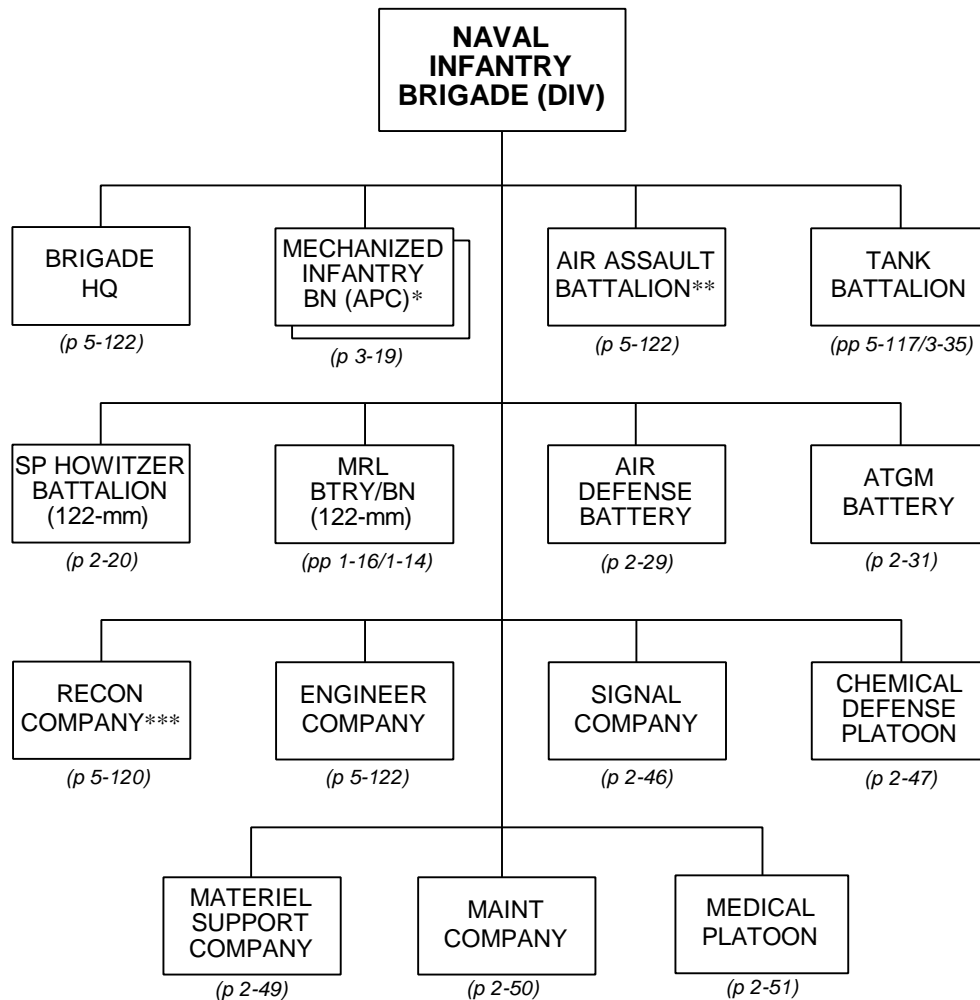 NAVAL
INFANTRY
BRIGADE (DIV)
BRIGADE
HQ
(p 5-122)
MECHANIZED
INFANTRY
BN (APC)*
(p 3-19)
AIR ASSAULT
BATTALION**
(p 5-122)
TANK
BATTALION
(pp 5-117/3-35)
SP HOWITZER
BATTALION
(122-mm)
(p 2-20)
MRL
BTRY/BN
(122-mm)
(pp 1-16/1-14)
AIR
DEFENSE
BATTERY
(p 2-29)
ATGM
BATTERY
(p 2-31)
RECON
COMPANY***
(p 5-120)
ENGINEER
COMPANY
(p 5-122)
SIGNAL
COMPANY
(p 2-46)
CHEMICAL
DEFENSE
PLATOON
(p 2-47)
MATERIEL
SUPPORT
COMPANY
(p 2-49)
MAINT
COMPANY
(p 2-50)
MEDICAL
PLATOON
(p 2-51)